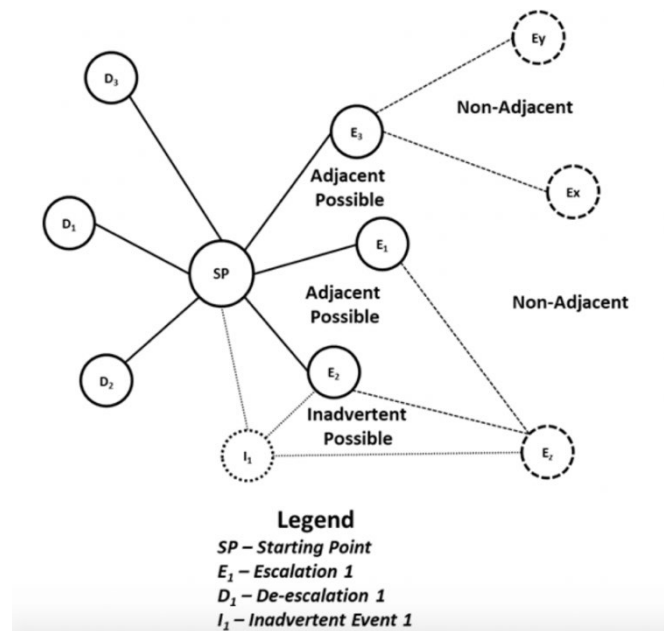 Ey
D₃
Non-Adjacent
E₃
Adjacent
Possible
Ex
D₁
E₁
SP
Adjacent
Possible
Non-Adjacent
E₂
D₂
Inadvertent
Possible
I₁
E𝓏
Legend
SP – Starting Point
E₁ – Escalation 1
D₁ – De-escalation 1
I₁ – Inadvertent Event 1